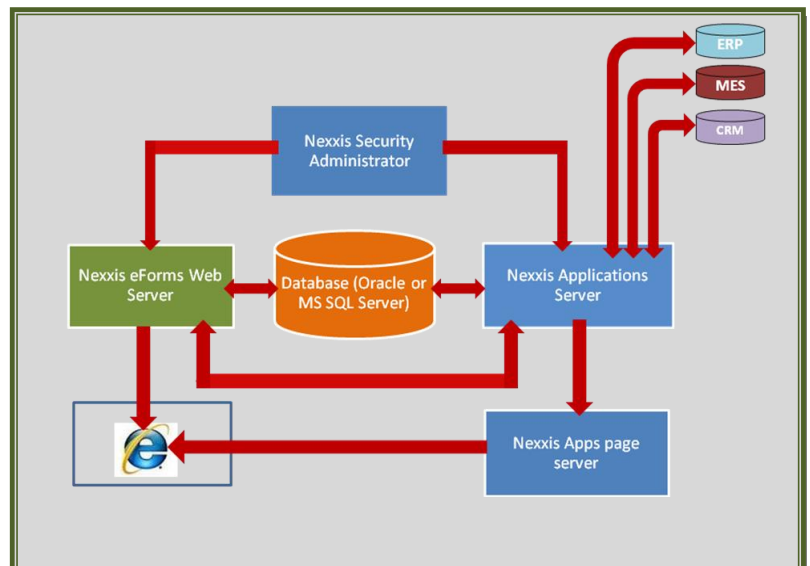 ERP
MES
CRM
Nexxis Security
Administrator
Nexxis eForms Web
Server
Database (Oracle or
MS SQL Server)
Nexxis Applications
Server
Nexxis Apps page
server